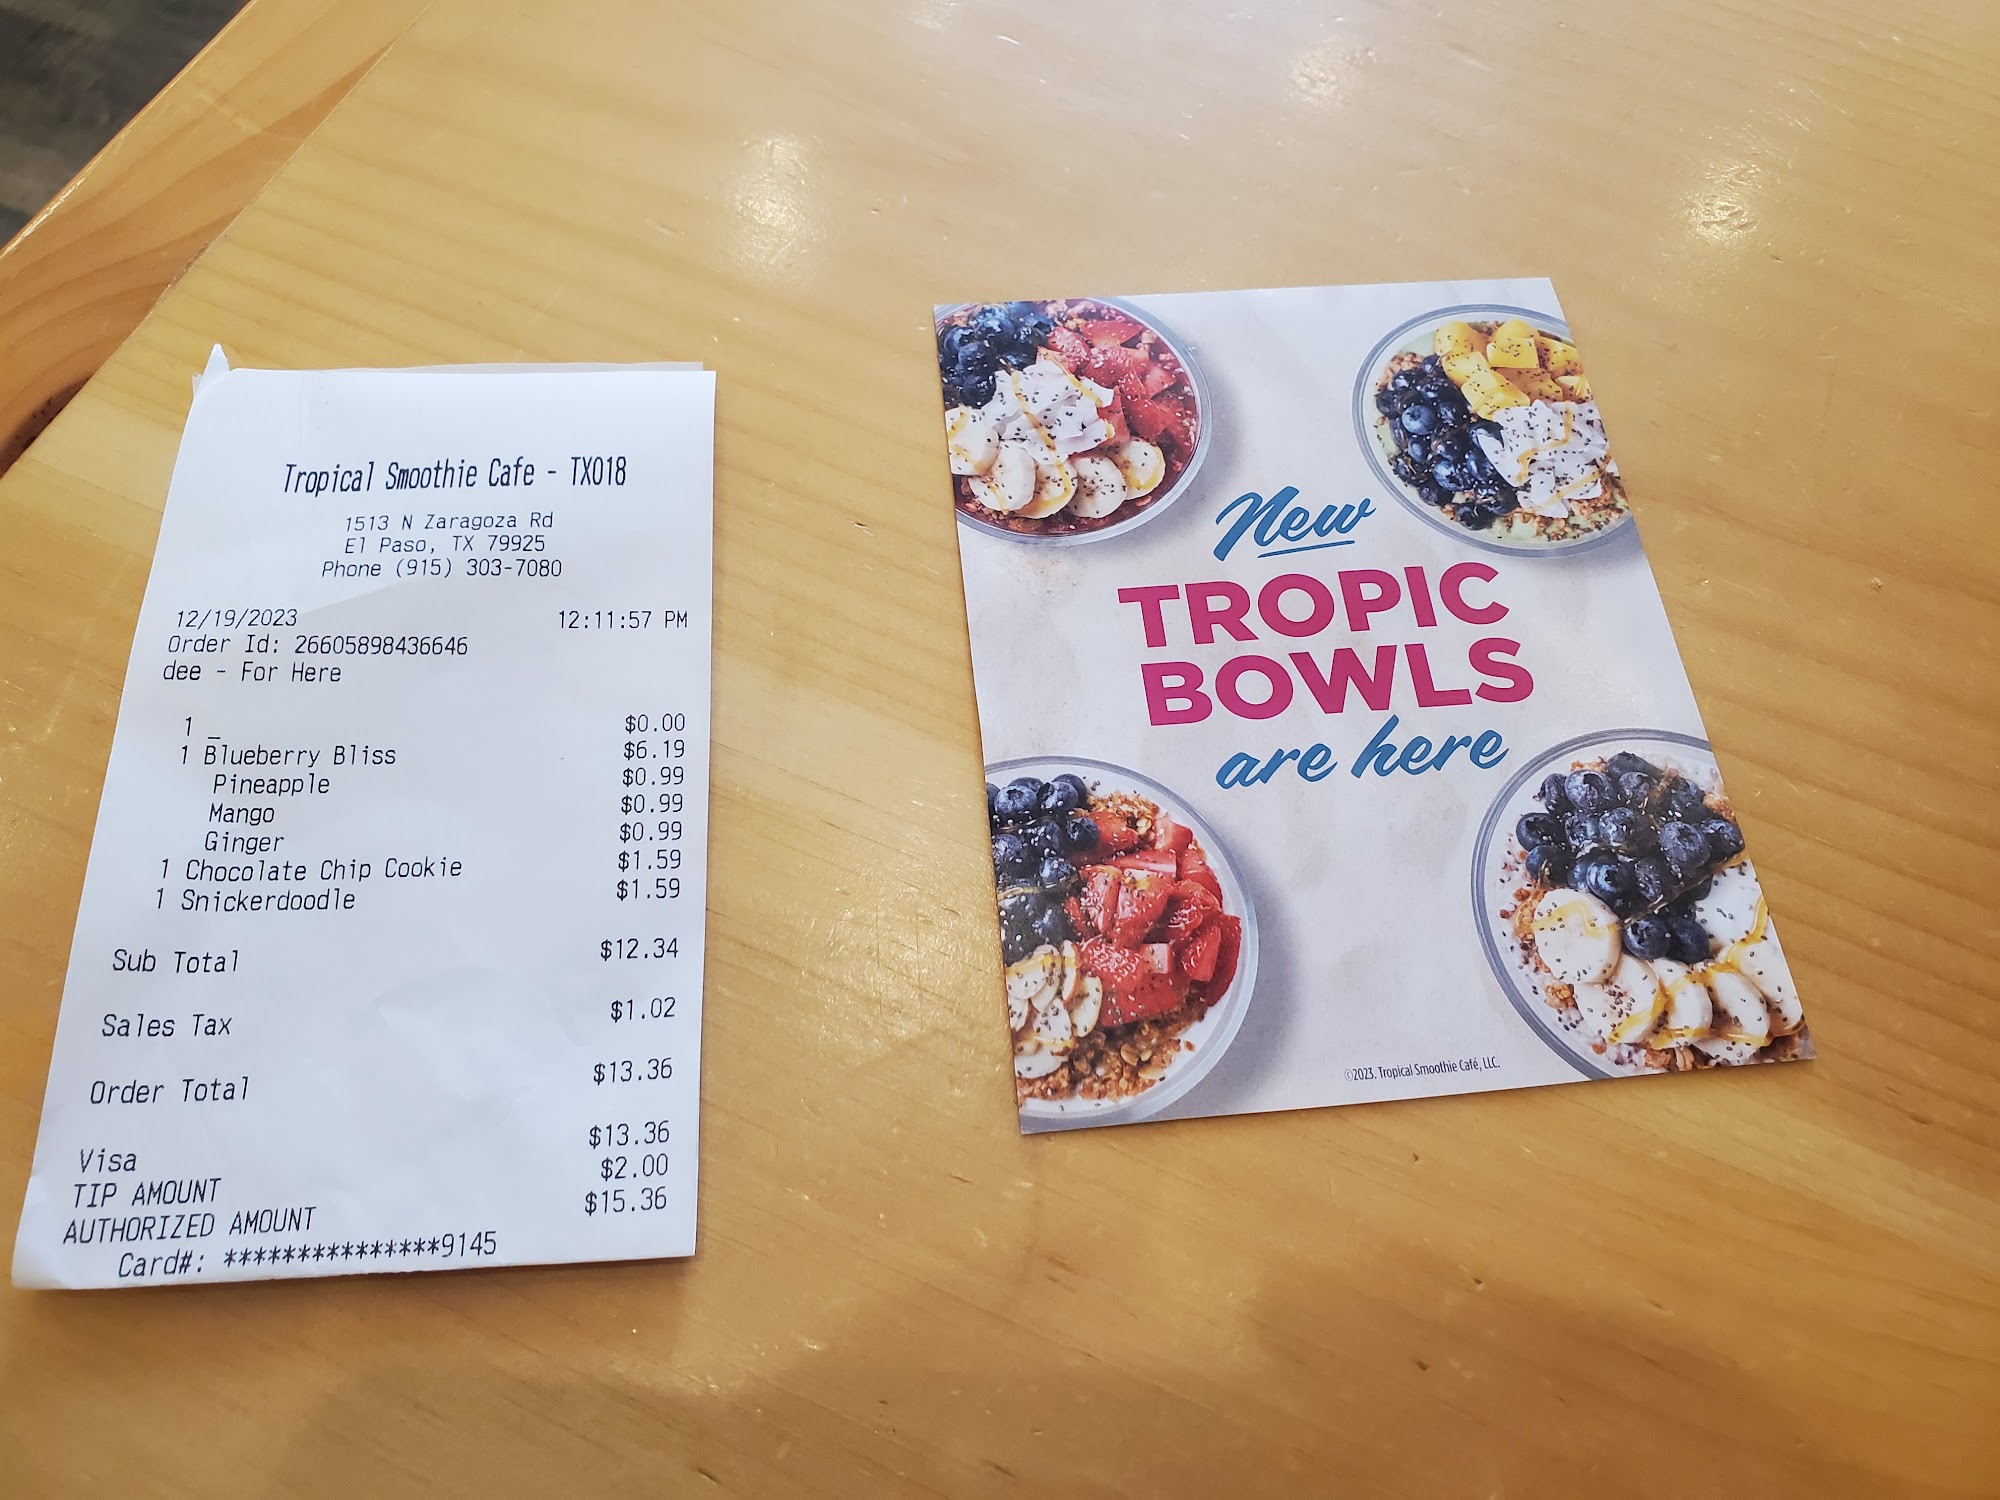 Tropical Smoothie Cafe - TX018
1513 N Zaragoza Rd
El Paso, TX 79925
Phone (915) 303-7080
12/19/2023 12:11:57 PM
Order Id: 26605898436646
dee - For Here
1 _ $0.00
1 Blueberry Bliss $6.19
Pineapple $0.99
Mango $0.99
Ginger $0.99
1 Chocolate Chip Cookie $1.59
1 Snickerdoodle $1.59
Sub Total $12.34
Sales Tax $1.02
Order Total $13.36
Visa $13.36
TIP AMOUNT $2.00
AUTHORIZED AMOUNT $15.36
Card#: ***************9145
New
TROPIC
BOWLS
are here
©2023. Tropical Smoothie Café, LLC.